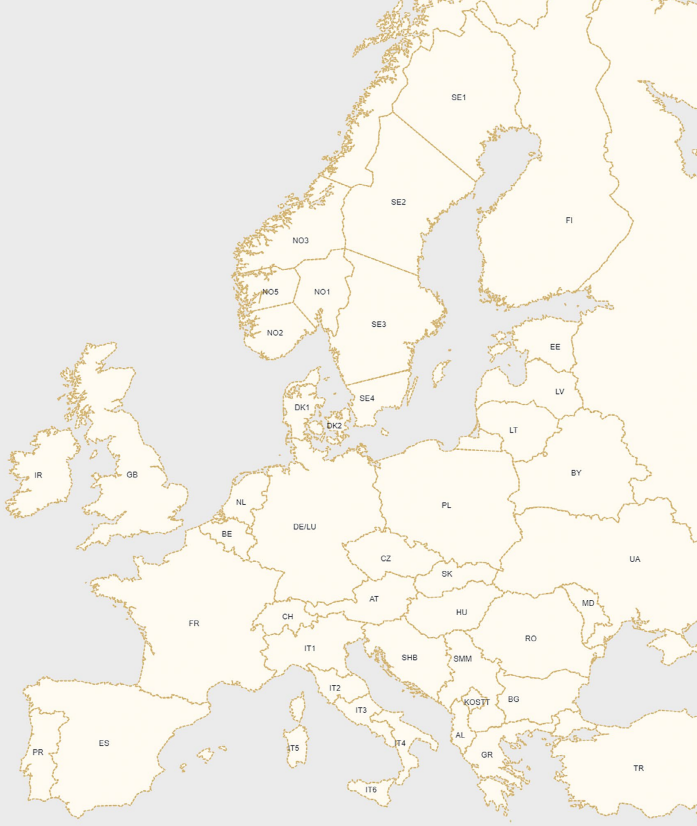 SE1
SE2
FI
NO3
NO5
NO1
SE3
NO2
EE
LV
SE4
DK1
DK2
LT
IR
GB
BY
NL
PL
DE/LU
BE
CZ
UA
SK
AT
MD
HU
CH
FR
RO
IT1
SHB
SMM
IT2
BG
KOSTT
IT3
AL
ES
IT4
IT5
PR
GR
TR
IT6